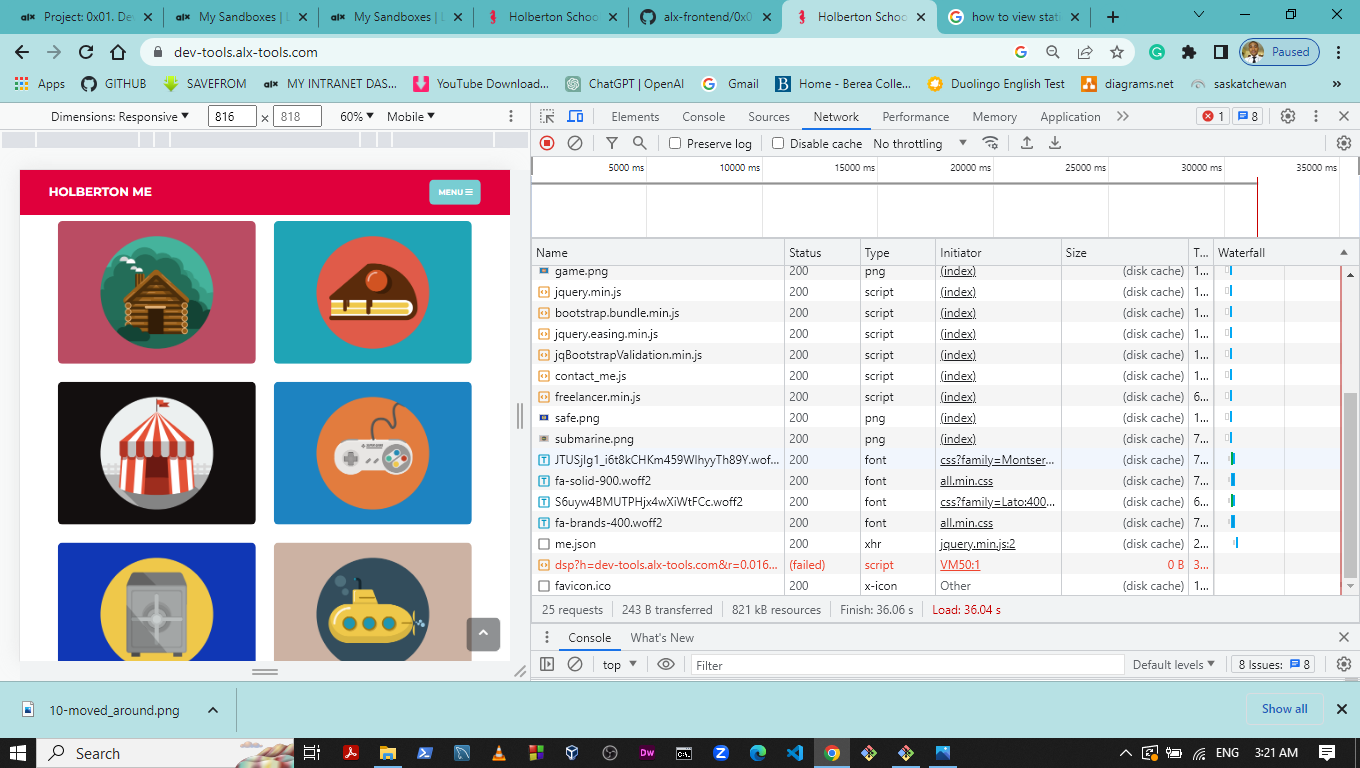 Project: 0x01. De
My Sandboxes | I
My Sandboxes | I
Holberton Schoo
alx-frontend/0x0
Holberton Schoo
how to view stati
dev-tools.alx-tools.com
Paused
Apps
GITHUB
SAVEFROM
MY INTRANET DAS...
YouTube Download...
ChatGPT | OpenAI
Gmail
Home - Berea Colle...
Duolingo English Test
diagrams.net
saskatchewan
»
Dimensions: Responsive
816
×
818
60%
Mobile
Elements
Console
Sources
Network
Performance
Memory
Application
1
8
Preserve log
Disable cache
No throttling
5000 ms
10000 ms
15000 ms
20000 ms
25000 ms
30000 ms
35000 ms
HOLBERTON ME
MENU
Name Status Type Initiator Size T... Waterfall
game.png 200 png (index) (disk cache) 1...
jquery.min.js 200 script (index) (disk cache) 1...
bootstrap.bundle.min.js 200 script (index) (disk cache) 1...
jquery.easing.min.js 200 script (index) (disk cache) 1...
jqBootstrapValidation.min.js 200 script (index) (disk cache) 1...
contact_me.js 200 script (index) (disk cache) 1...
freelancer.min.js 200 script (index) (disk cache) 6...
safe.png 200 png (index) (disk cache) 1...
submarine.png 200 png (index) (disk cache) 7...
JTUSjIg1_i6t8kCHKm459WlhyyTh89Y.wof... 200 font css?family=Montser... (disk cache) 7...
fa-solid-900.woff2 200 font all.min.css (disk cache) 7...
S6uyw4BMUTPHjx4wXiWtFCc.woff2 200 font css?family=Lato:400... (disk cache) 6...
fa-brands-400.woff2 200 font all.min.css (disk cache) 7...
me.json 200 xhr jquery.min.js:2 (disk cache) 2...
dsp?h=dev-tools.alx-tools.com&r=0.016... (failed) script VM50:1 0 B 3...
favicon.ico 200 x-icon Other (disk cache) 1...
25 requests
243 B transferred
821 kB resources
Finish: 36.06 s
Load: 36.04 s
Console
What's New
top
Filter
Default levels
8 Issues:
8
10-moved_around.png
Show all
Search
Dw
ENG
3:21 AM